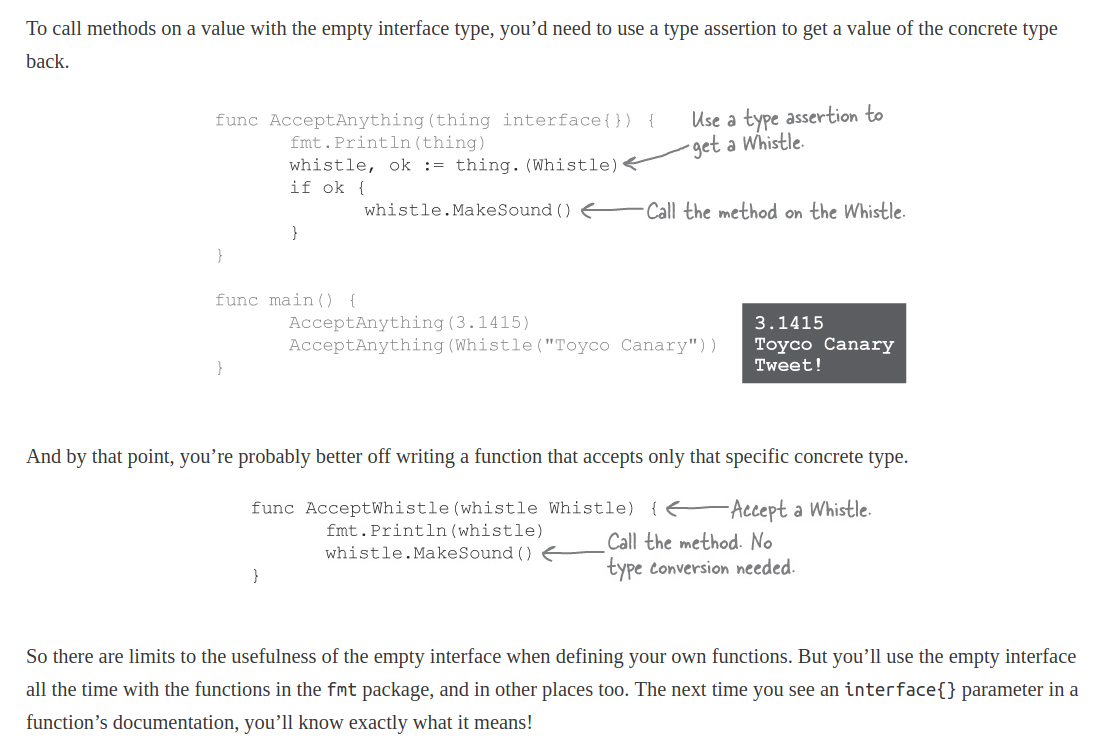 To call methods on a value with the empty interface type, you’d need to use a type assertion to get a value of the concrete type
back.
func AcceptAnything(thing interface{}) {
fmt.Println(thing)
whistle, ok := thing.(Whistle)
if ok {
whistle.MakeSound()
}
}
Use a type assertion to
get a Whistle.
Call the method on the Whistle.
func main() {
AcceptAnything(3.1415)
AcceptAnything(Whistle("Toyco Canary"))
}
3.1415
Toyco Canary
Tweet!
And by that point, you’re probably better off writing a function that accepts only that specific concrete type.
func AcceptWhistle(whistle Whistle) {
fmt.Println(whistle)
whistle.MakeSound()
}
Accept a Whistle.
Call the method. No
type conversion needed.
So there are limits to the usefulness of the empty interface when defining your own functions. But you’ll use the empty interface
all the time with the functions in the fmt package, and in other places too. The next time you see an interface{} parameter in a
function’s documentation, you’ll know exactly what it means!